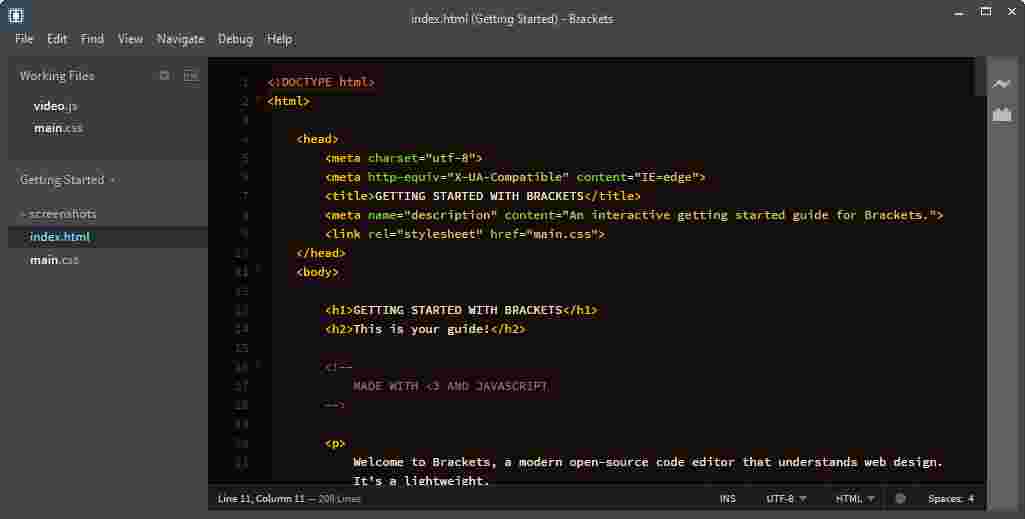 index.html (Getting Started) - Brackets
File Edit Find View Navigate Debug Help
Working Files
video.js
main.css
Getting Started
screenshots
index.html
main.css
1 <!DOCTYPE html>
2 <html>
3
4 <head>
5 <meta charset="utf-8">
6 <meta http-equiv="X-UA-Compatible" content="IE=edge">
7 <title>GETTING STARTED WITH BRACKETS</title>
8 <meta name="description" content="An interactive getting started guide for Brackets.">
9 <link rel="stylesheet" href="main.css">
10 </head>
11 <body>
12
13 <h1>GETTING STARTED WITH BRACKETS</h1>
14 <h2>This is your guide!</h2>
15
16 <!--
17 MADE WITH <3 AND JAVASCRIPT
18 -->
19
20 <p>
21 Welcome to Brackets, a modern open-source code editor that understands web design.
It's a lightweight,
Line 11, Column 11 — 208 Lines INS UTF-8 HTML Spaces: 4